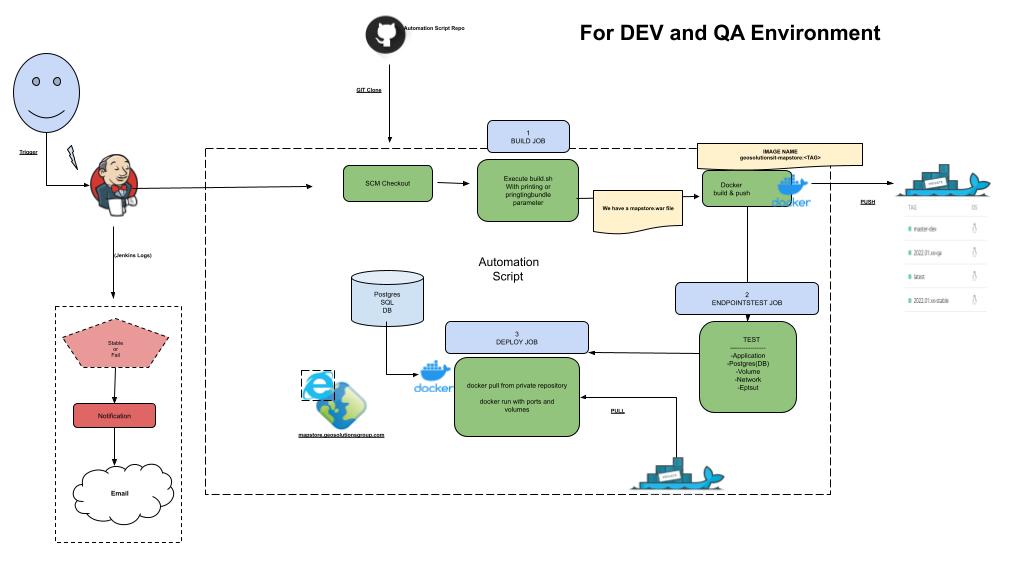 For DEV and QA Environment
Automation Script Repo
GIT Clone
Trigger
1
BUILD JOB
IMAGE NAME
geosolutionsit-mapstore:<TAG>
SCM Checkout
Execute build.sh
With printing or
pringtingbundle
parameter
We have a mapstore.war file
Docker
build & push
docker
PUSH
PRIVATE
TAG
OS
master-dev
2022.01.xx-qa
latest
2022.01.xx-stable
(Jenkins Logs)
Automation
Script
Postgres
SQL
DB
2
ENDPOINTSTEST JOB
3
DEPLOY JOB
TEST
----------------
-Application
-Postgres(DB)
-Volume
-Network
-Eptsut
docker
docker pull from private repository
docker run with ports and
volumes
PULL
PRIVATE
mapstore.geosolutionsgroup.com
Stable
or
Fail
Notification
Email